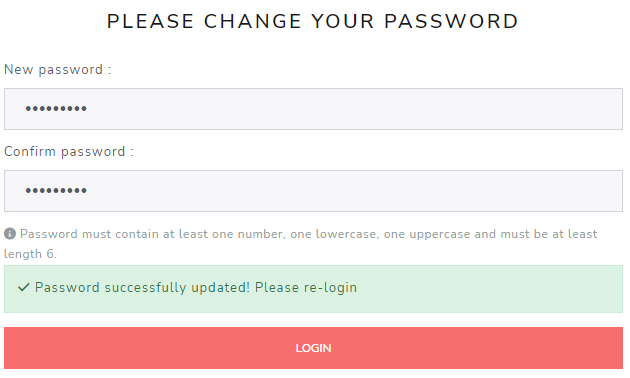 PLEASE CHANGE YOUR PASSWORD
New password :
•••••••••
Confirm password :
•••••••••
Password must contain at least one number, one lowercase, one uppercase and must be at least
length 6.
Password successfully updated! Please re-login
LOGIN